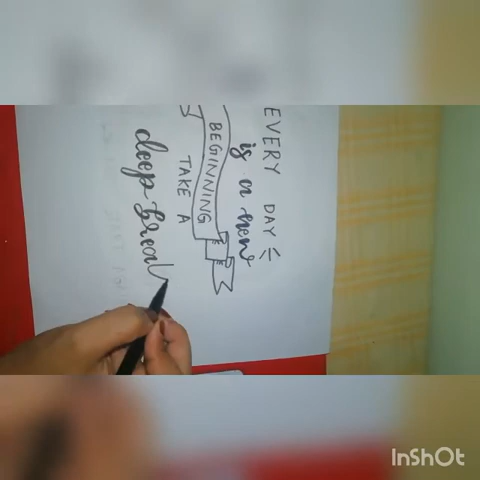 EVERY DAY
is a new
BEGINNING
TAKE A
deep breat
InShOt